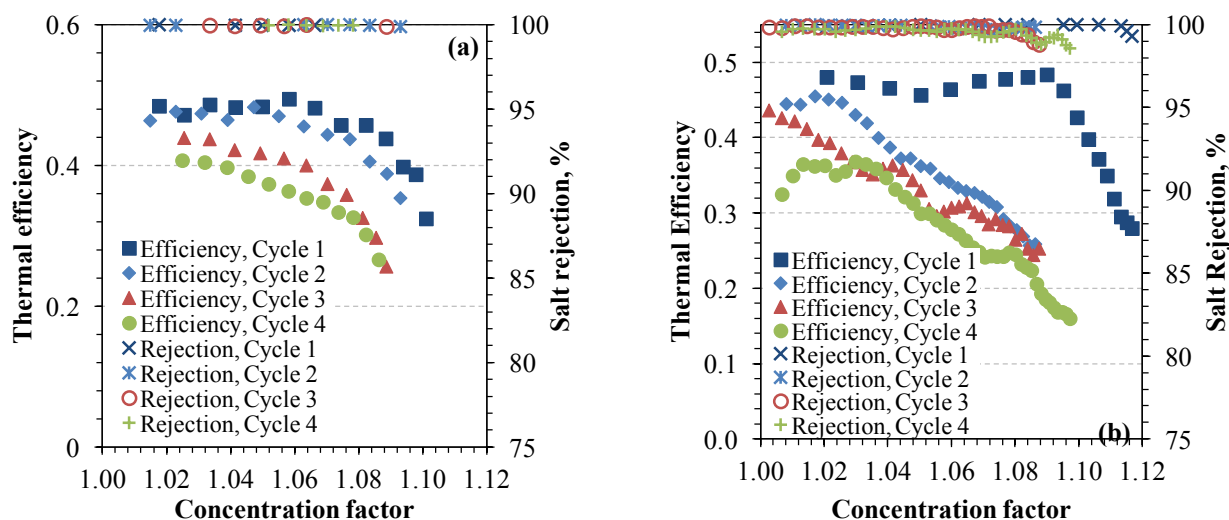 (a)
Thermal efficiency
0.6
0.4
0.2
0
Efficiency, Cycle 1
Efficiency, Cycle 2
Efficiency, Cycle 3
Efficiency, Cycle 4
Rejection, Cycle 1
Rejection, Cycle 2
Rejection, Cycle 3
Rejection, Cycle 4
100
95
90
85
80
75
Salt rejection, %
1.00 1.02 1.04 1.06 1.08 1.10 1.12
Concentration factor
Thermal Efficiency
0.5
0.4
0.3
0.2
0.1
0.0
Efficiency, Cycle 1
Efficiency, Cycle 2
Efficiency, Cycle 3
Efficiency, Cycle 4
Rejection, Cycle 1
Rejection, Cycle 2
Rejection, Cycle 3
Rejection, Cycle 4
(b)
100
95
90
85
80
75
Salt Rejection, %
1.00 1.02 1.04 1.06 1.08 1.10 1.12
Concentration factor